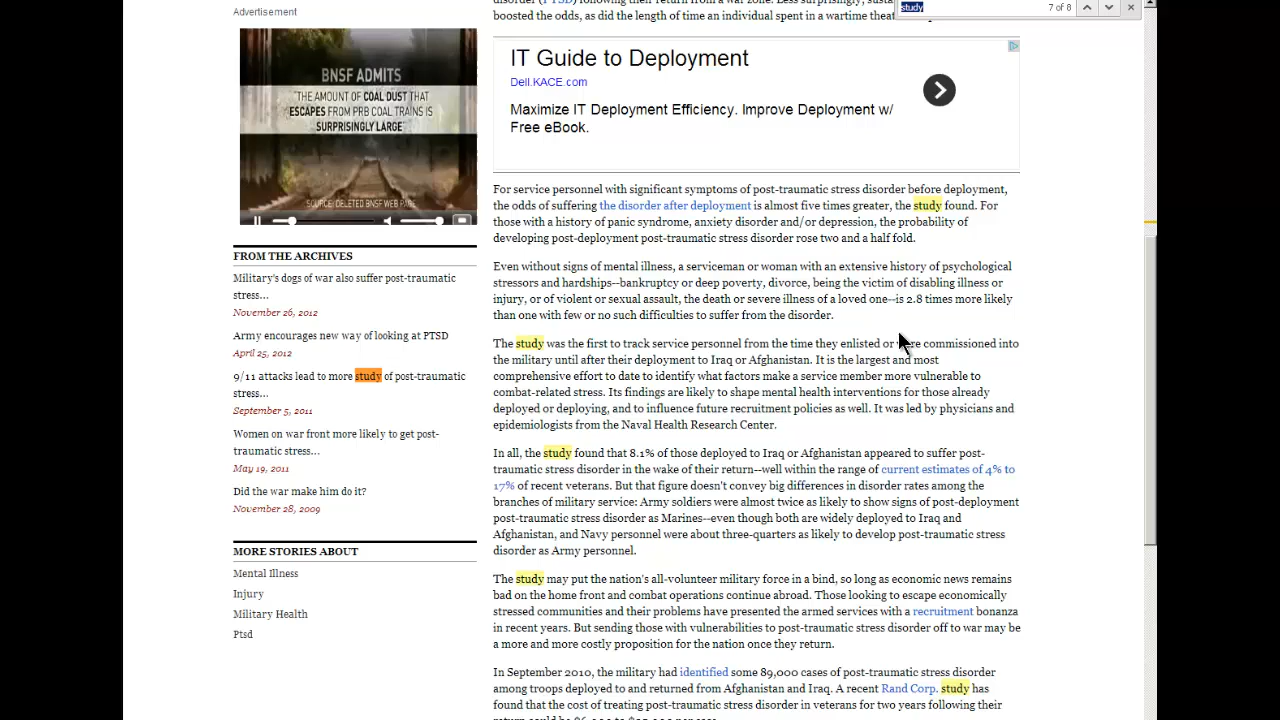 Advertisement
BNSF ADMITS
"THE AMOUNT OF COAL DUST THAT
ESCAPES FROM PRB COAL TRAINS IS
SURPRISINGLY LARGE"
SOURCE: DELETED BNSF WEB PAGE
FROM THE ARCHIVES
Military's dogs of war also suffer post-traumatic
stress...
November 26, 2012
Army encourages new way of looking at PTSD
April 25, 2012
9/11 attacks lead to more study of post-traumatic
stress...
September 5, 2011
Women on war front more likely to get post-
traumatic stress...
May 19, 2011
Did the war make him do it?
November 28, 2009
MORE STORIES ABOUT
Mental Illness
Injury
Military Health
Ptsd
study
7 of 8
boosted the odds, as did the length of time an individual spent in a wartime
IT Guide to Deployment
Dell.KACE.com
Maximize IT Deployment Efficiency. Improve Deployment w/
Free eBook.
For service personnel with significant symptoms of post-traumatic stress disorder before deployment,
the odds of suffering the disorder after deployment is almost five times greater, the study found. For
those with a history of panic syndrome, anxiety disorder and/or depression, the probability of
developing post-deployment post-traumatic stress disorder rose two and a half fold.
Even without signs of mental illness, a serviceman or woman with an extensive history of psychological
stressors and hardships--bankruptcy or deep poverty, divorce, being the victim of disabling illness or
injury, or of violent or sexual assault, the death or severe illness of a loved one--is 2.8 times more likely
than one with few or no such difficulties to suffer from the disorder.
The study was the first to track service personnel from the time they enlisted or were commissioned into
the military until after their deployment to Iraq or Afghanistan. It is the largest and most
comprehensive effort to date to identify what factors make a service member more vulnerable to
combat-related stress. Its findings are likely to shape mental health interventions for those already
deployed or deploying, and to influence future recruitment policies as well. It was led by physicians and
epidemiologists from the Naval Health Research Center.
In all, the study found that 8.1% of those deployed to Iraq or Afghanistan appeared to suffer post-
traumatic stress disorder in the wake of their return--well within the range of current estimates of 4% to
17% of recent veterans. But that figure doesn't convey big differences in disorder rates among the
branches of military service: Army soldiers were almost twice as likely to show signs of post-deployment
post-traumatic stress disorder as Marines--even though both are widely deployed to Iraq and
Afghanistan, and Navy personnel were about three-quarters as likely to develop post-traumatic stress
disorder as Army personnel.
The study may put the nation's all-volunteer military force in a bind, so long as economic news remains
bad on the home front and combat operations continue abroad. Those looking to escape economically
stressed communities and their problems have presented the armed services with a recruitment bonanza
in recent years. But sending those with vulnerabilities to post-traumatic stress disorder off to war may be
a more and more costly proposition for the nation once they return.
In September 2010, the military had identified some 89,000 cases of post-traumatic stress disorder
among troops deployed to and returned from Afghanistan and Iraq. A recent Rand Corp. study has
found that the cost of treating post-traumatic stress disorder in veterans for two years following their